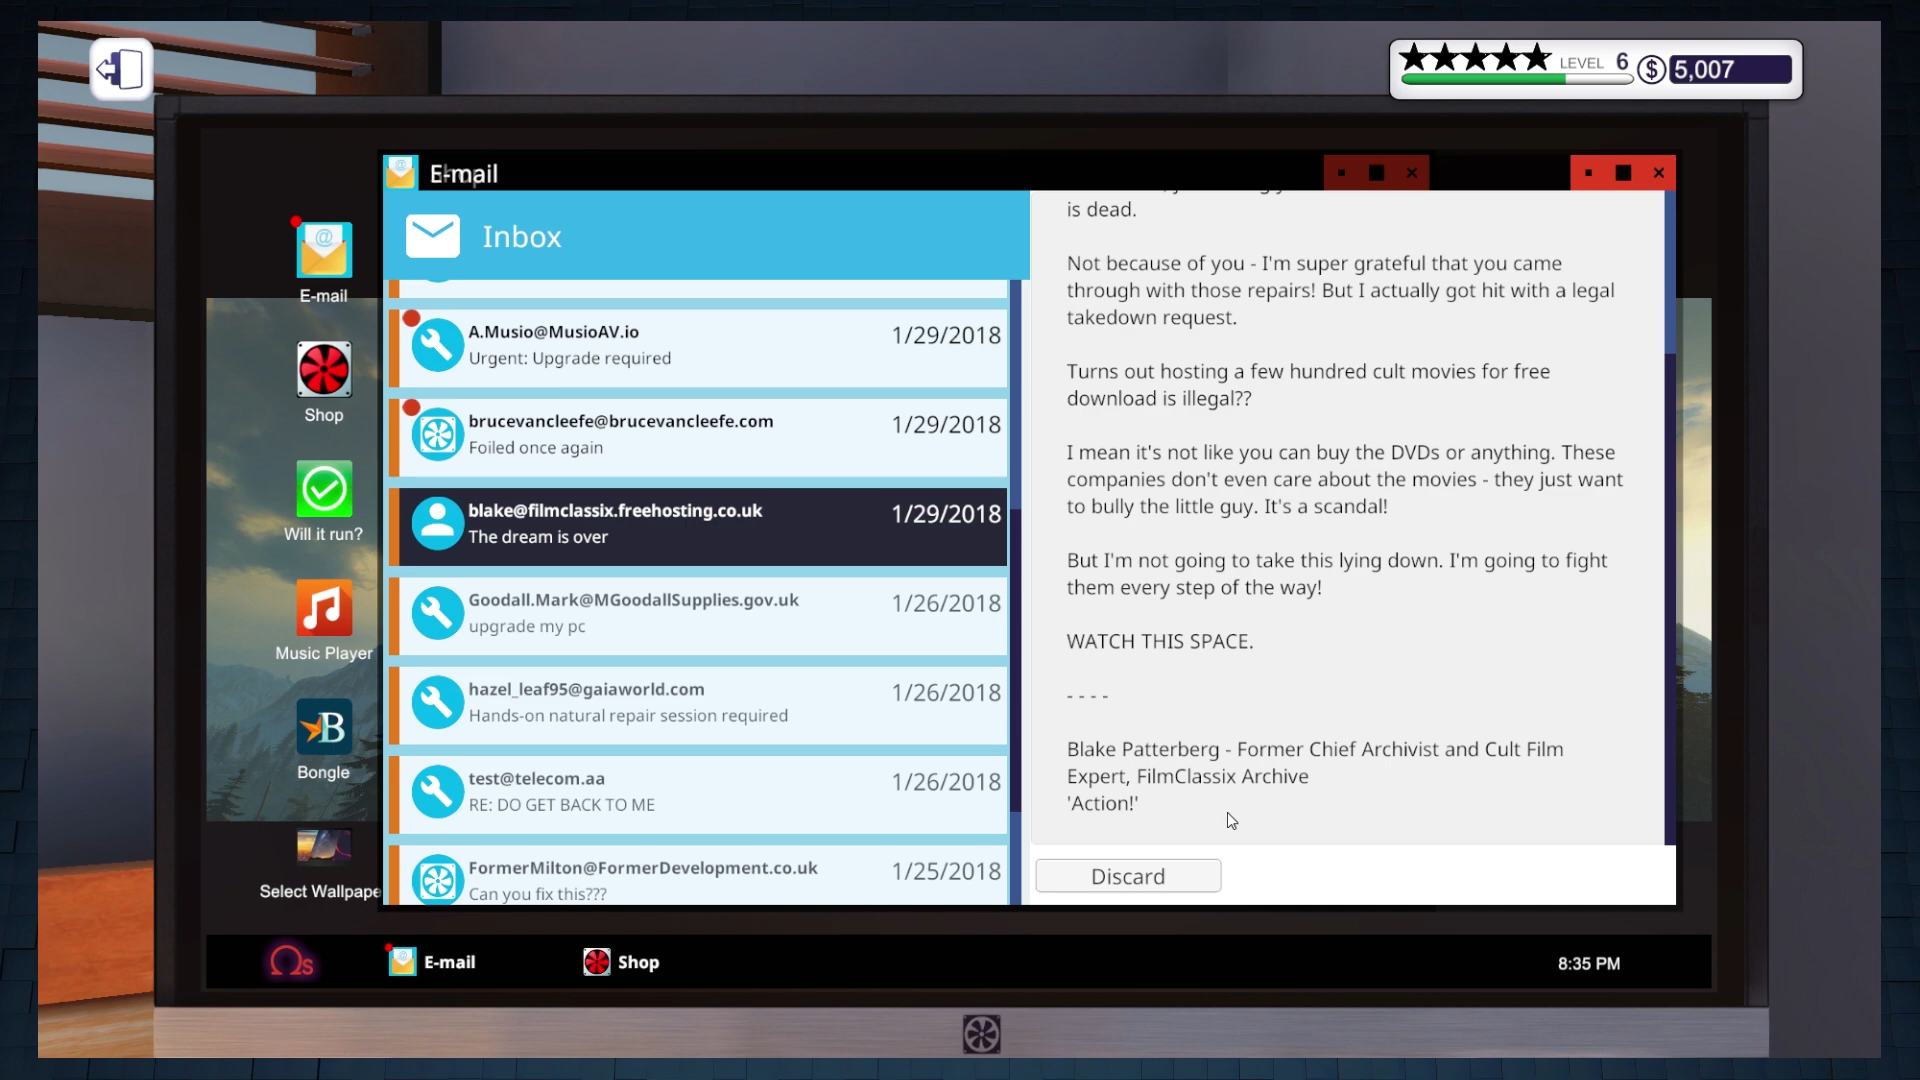 LEVEL 6
$ 5,007
E-mail
Inbox
is dead.
Not because of you - I'm super grateful that you came
through with those repairs! But I actually got hit with a legal
takedown request.
Turns out hosting a few hundred cult movies for free
download is illegal??
I mean it's not like you can buy the DVDs or anything. These
companies don't even care about the movies - they just want
to bully the little guy. It's a scandal!
But I'm not going to take this lying down. I'm going to fight
them every step of the way!
WATCH THIS SPACE.
- - - -
Blake Patterberg - Former Chief Archivist and Cult Film
Expert, FilmClassix Archive
'Action!'
Discard
A.Musio@MusioAV.io
1/29/2018
Urgent: Upgrade required
brucevancleefe@brucevancleefe.com
1/29/2018
Foiled once again
blake@filmclassix.freehosting.co.uk
1/29/2018
The dream is over
Goodall.Mark@MGoodallSupplies.gov.uk
1/26/2018
upgrade my pc
hazel_leaf95@gaiaworld.com
1/26/2018
Hands-on natural repair session required
test@telecom.aa
1/26/2018
RE: DO GET BACK TO ME
FormerMilton@FormerDevelopment.co.uk
1/25/2018
Can you fix this???
E-mail
Shop
Will it run?
Music Player
B
Bongle
Select Wallpape
Ωs
E-mail
Shop
8:35 PM